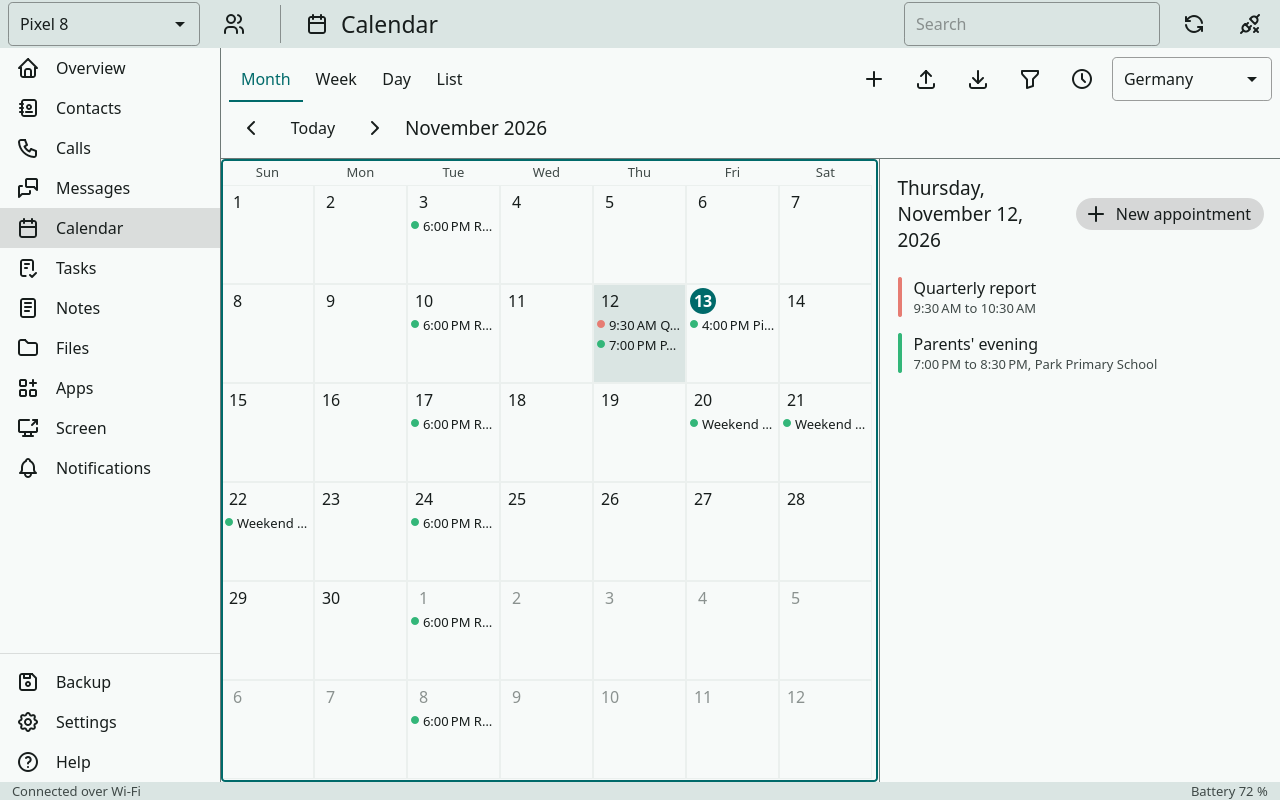 Pixel 8
Calendar
Search
Overview
Contacts
Calls
Messages
Calendar
Tasks
Notes
Files
Apps
Screen
Notifications
Backup
Settings
Help
Month Week Day List
Germany
Today
November 2026
Sun Mon Tue Wed Thu Fri Sat
1 2 3 4 5 6 7
6:00 PM R...
8 9 10 11 12 13 14
6:00 PM R... 9:30 AM Q... 4:00 PM Pi...
7:00 PM P...
15 16 17 18 19 20 21
6:00 PM R... Weekend ... Weekend ...
22 23 24 25 26 27 28
Weekend ... 6:00 PM R...
29 30 1 2 3 4 5
6:00 PM R...
6 7 8 9 10 11 12
6:00 PM R...
Thursday,
November 12,
2026
New appointment
Quarterly report
9:30 AM to 10:30 AM
Parents' evening
7:00 PM to 8:30 PM, Park Primary School
Connected over Wi-Fi
Battery 72 %